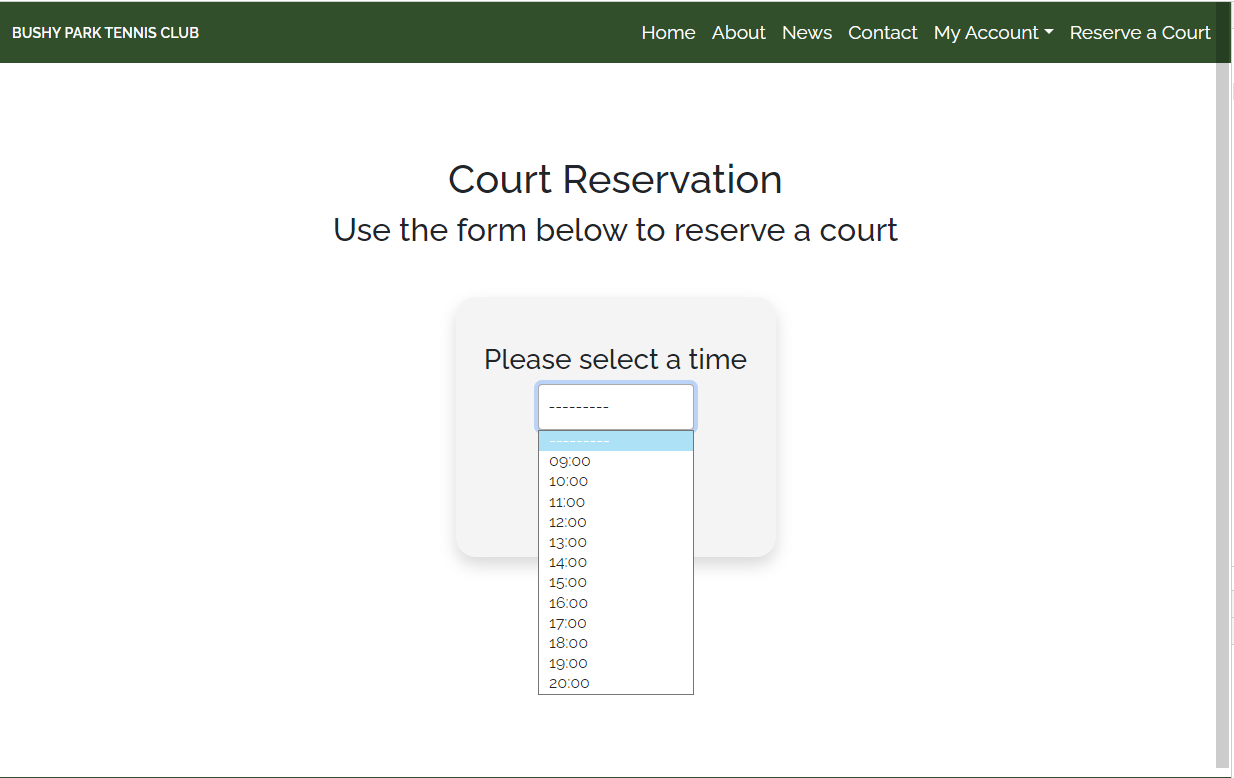 BUSHY PARK TENNIS CLUB
Home About News Contact My Account Reserve a Court
Court Reservation
Use the form below to reserve a court
Please select a time
---------
---------
09:00
10:00
11:00
12:00
13:00
14:00
15:00
16:00
17:00
18:00
19:00
20:00